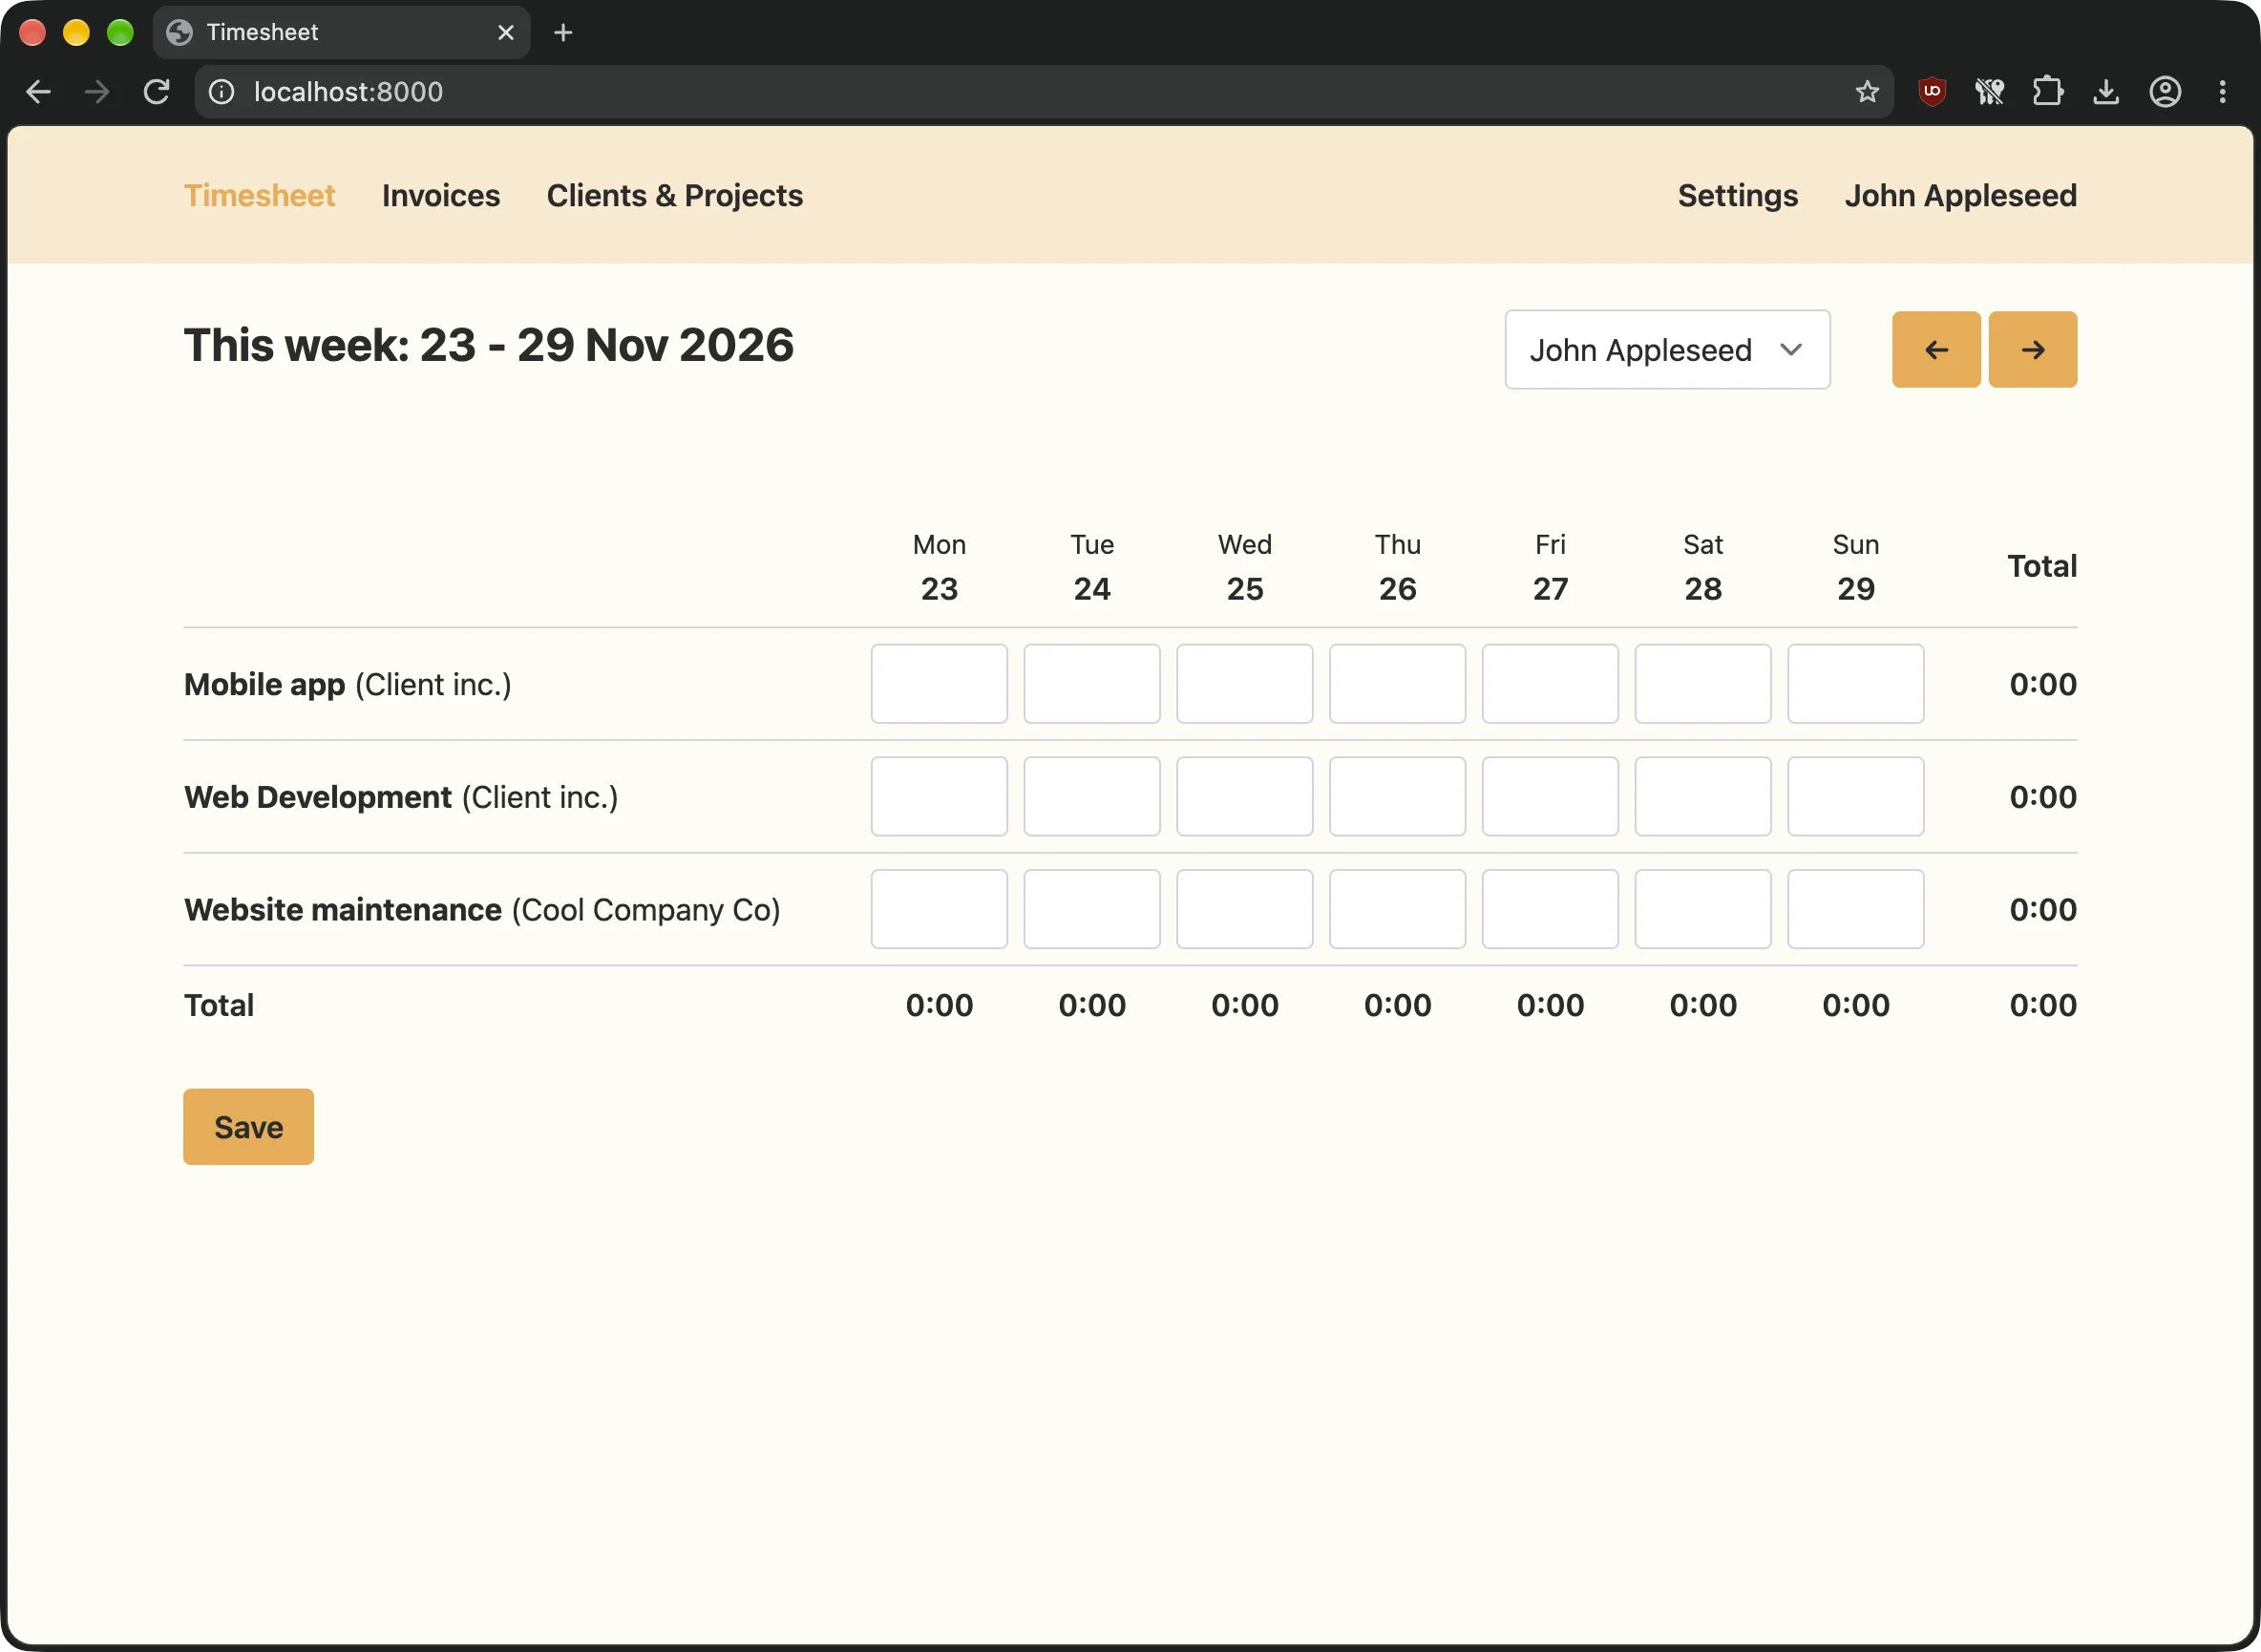 Timesheet
localhost:8000
Timesheet Invoices Clients & Projects Settings John Appleseed
This week: 23 - 29 Nov 2026 John Appleseed
Mon Tue Wed Thu Fri Sat Sun
23 24 25 26 27 28 29 Total
Mobile app (Client inc.) 0:00
Web Development (Client inc.) 0:00
Website maintenance (Cool Company Co) 0:00
Total 0:00 0:00 0:00 0:00 0:00 0:00 0:00 0:00
Save